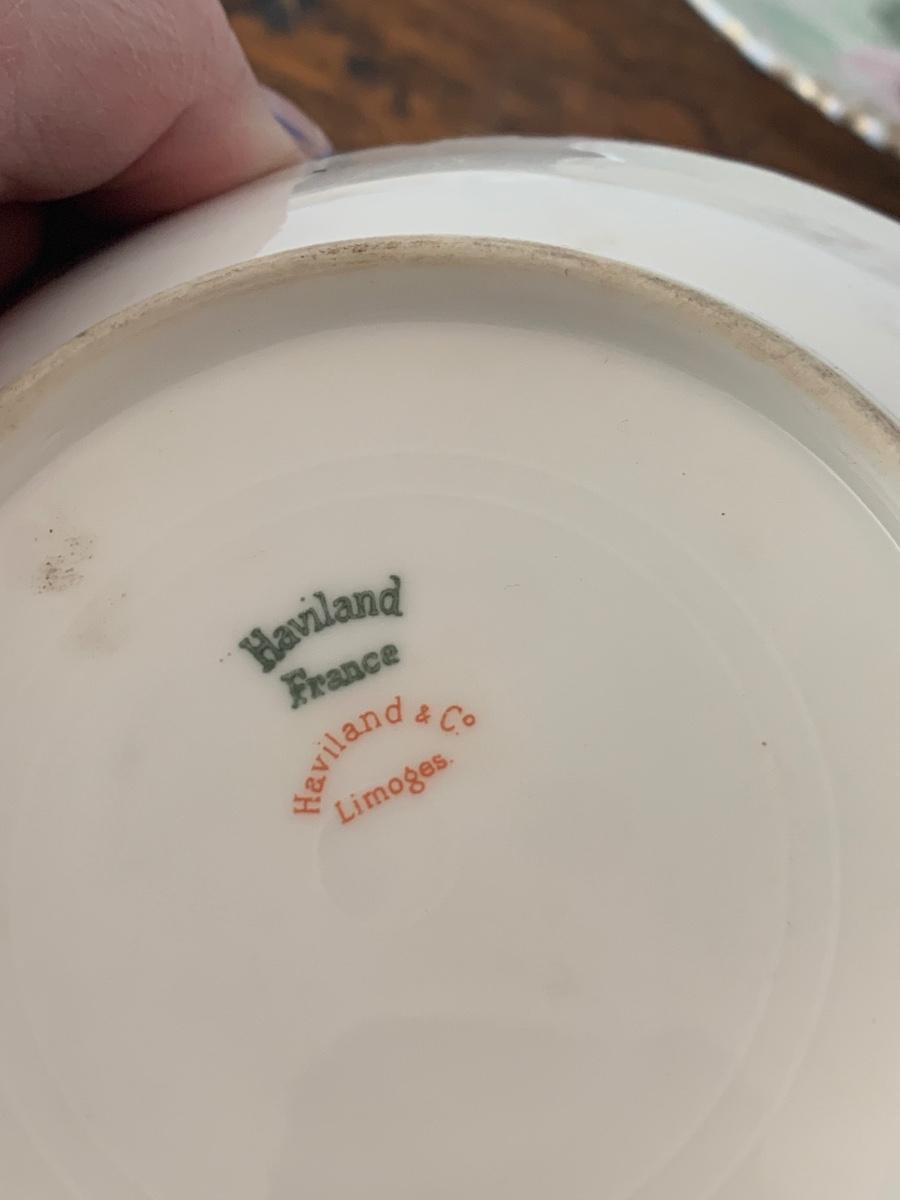 Haviland
France
Haviland & Co
Limoges.